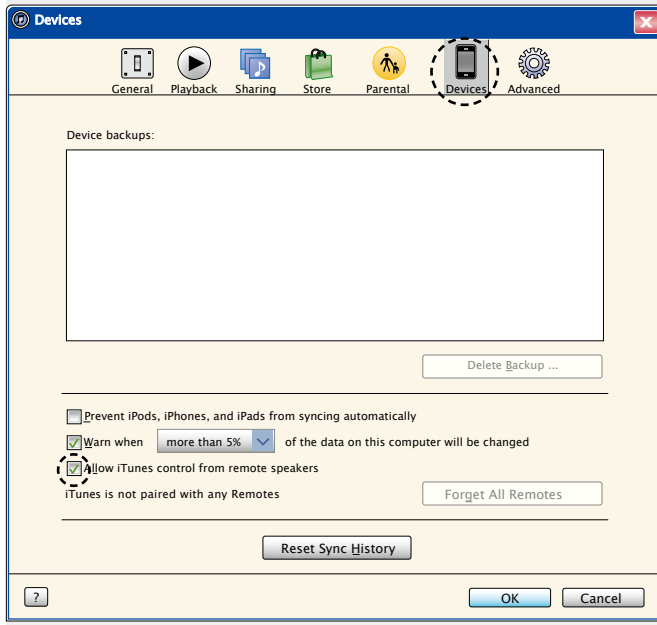 Devices
General Playback Sharing Store Parental Devices Advanced
Device backups:
Delete Backup ...
Prevent iPods, iPhones, and iPads from syncing automatically
Warn when more than 5% of the data on this computer will be changed
Allow iTunes control from remote speakers
iTunes is not paired with any Remotes Forget All Remotes
Reset Sync History
? OK Cancel